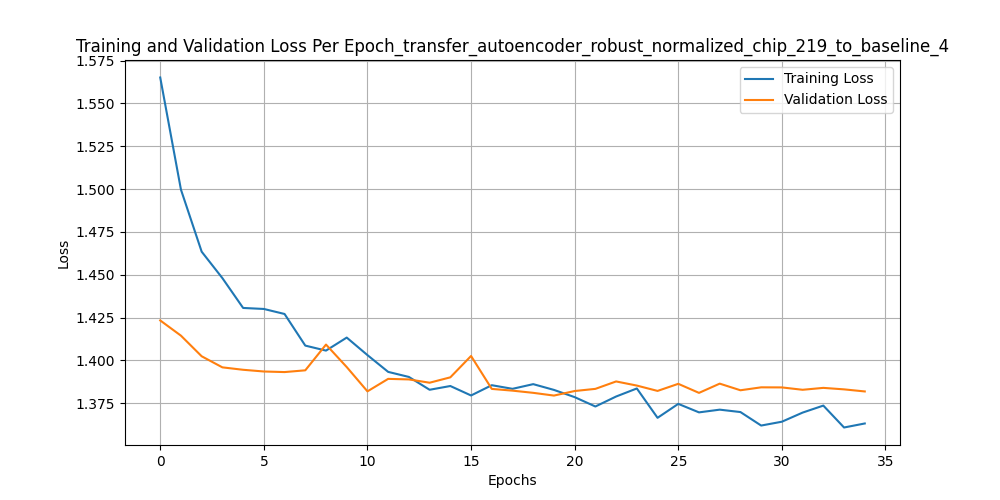 Training and Validation Loss Per Epoch_transfer_autoencoder_robust_normalized_chip_219_to_baseline_4
Training Loss
Validation Loss
1.575
1.550
1.525
1.500
1.475
1.450
1.425
1.400
1.375
Loss
0 5 10 15 20 25 30 35
Epochs